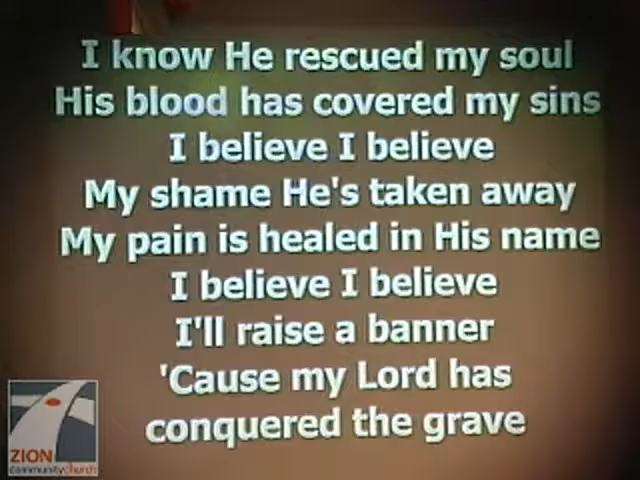 I know He rescued my soul
His blood has covered my sins
I believe I believe
My shame He's taken away
My pain is healed in His name
I believe I believe
I'll raise a banner
'Cause my Lord has
conquered the grave
ZION
communitychurch